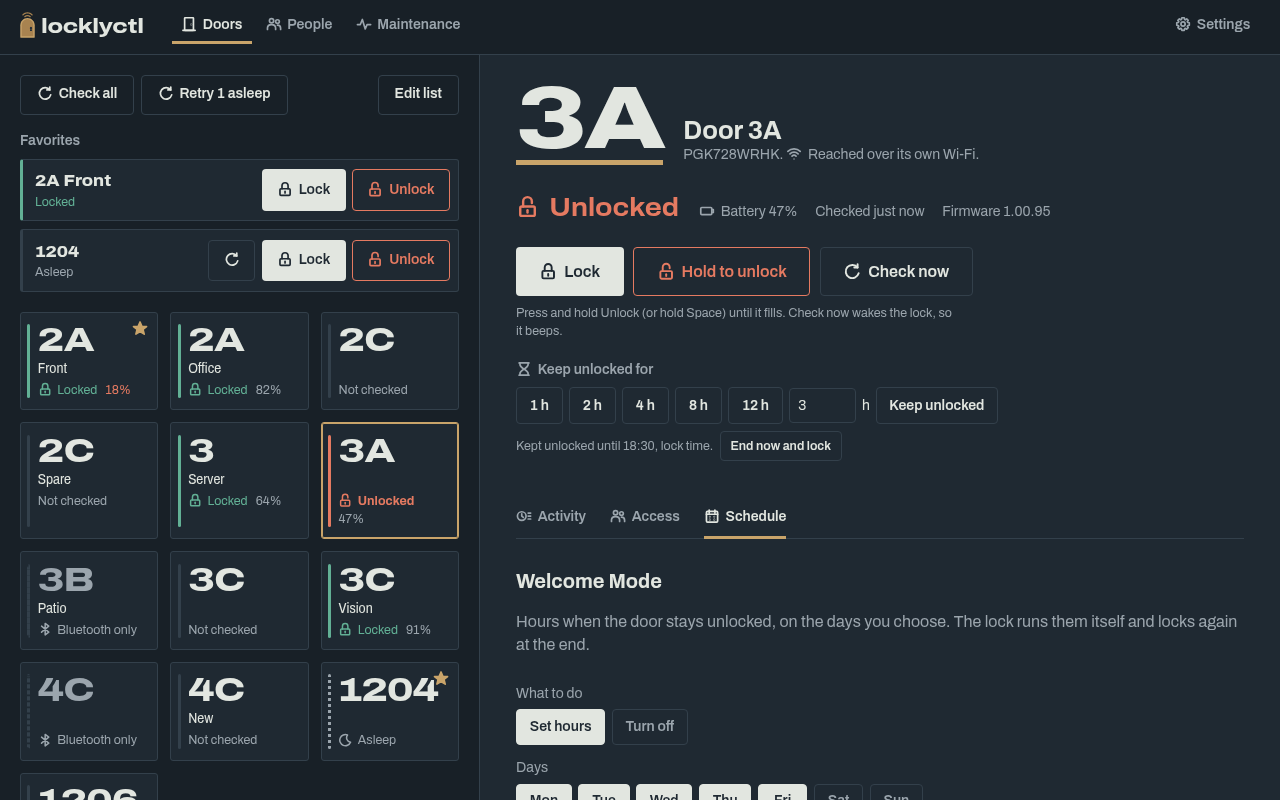 locklyctl
Doors
People
Maintenance
Settings
Check all
Retry 1 asleep
Edit list
Favorites
2A Front
Locked
Lock
Unlock
1204
Asleep
Lock
Unlock
2A
Front
Locked 18%
2A
Office
Locked 82%
2C
Not checked
2C
Spare
Not checked
3
Server
Locked 64%
3A
Unlocked
47%
3B
Patio
Bluetooth only
3C
Not checked
3C
Vision
Locked 91%
4C
Bluetooth only
4C
New
Not checked
1204
Asleep
1206
3A
Door 3A
PGK728WRHK. Reached over its own Wi-Fi.
Unlocked
Battery 47%
Checked just now
Firmware 1.00.95
Lock
Hold to unlock
Check now
Press and hold Unlock (or hold Space) until it fills. Check now wakes the lock, so
it beeps.
Keep unlocked for
1 h
2 h
4 h
8 h
12 h
3
h
Keep unlocked
Kept unlocked until 18:30, lock time.
End now and lock
Activity
Access
Schedule
Welcome Mode
Hours when the door stays unlocked, on the days you choose. The lock runs them itself and locks again
at the end.
What to do
Set hours
Turn off
Days
Mon
Tue
Wed
Thu
Fri
Sat
Sun